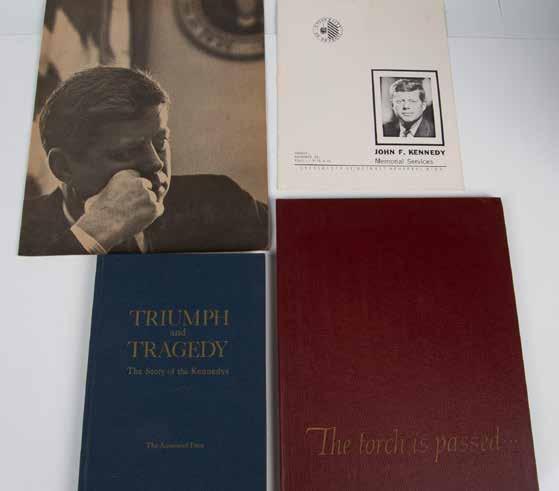 JOHN F. KENNEDY
Memorial Services
TRIUMPH
and
TRAGEDY
The Story of the Kennedys
The Associated Press
The torch is passed...